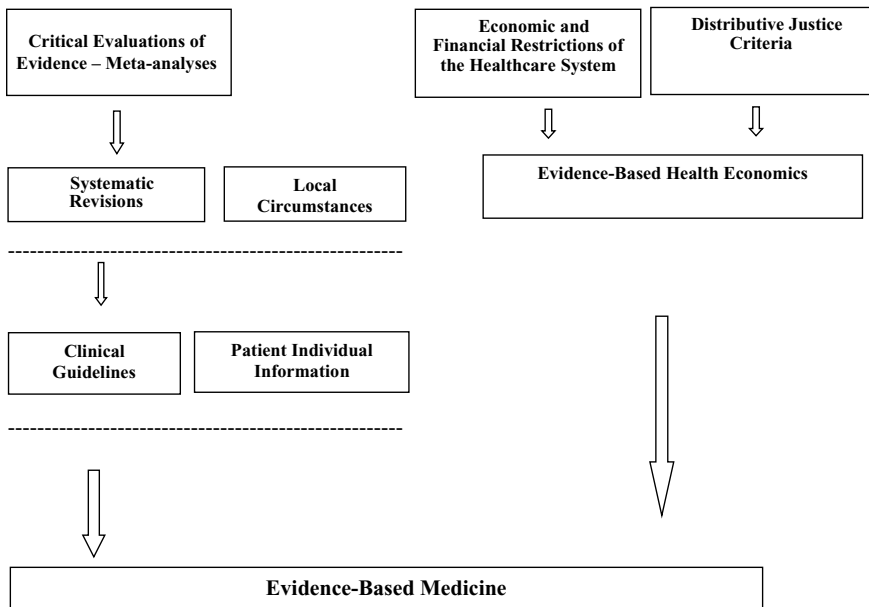 Critical Evaluations of
Evidence – Meta-analyses
Economic and
Financial Restrictions of
the Healthcare System
Distributive Justice
Criteria
Systematic
Revisions
Local
Circumstances
Evidence-Based Health Economics
Clinical
Guidelines
Patient Individual
Information
Evidence-Based Medicine